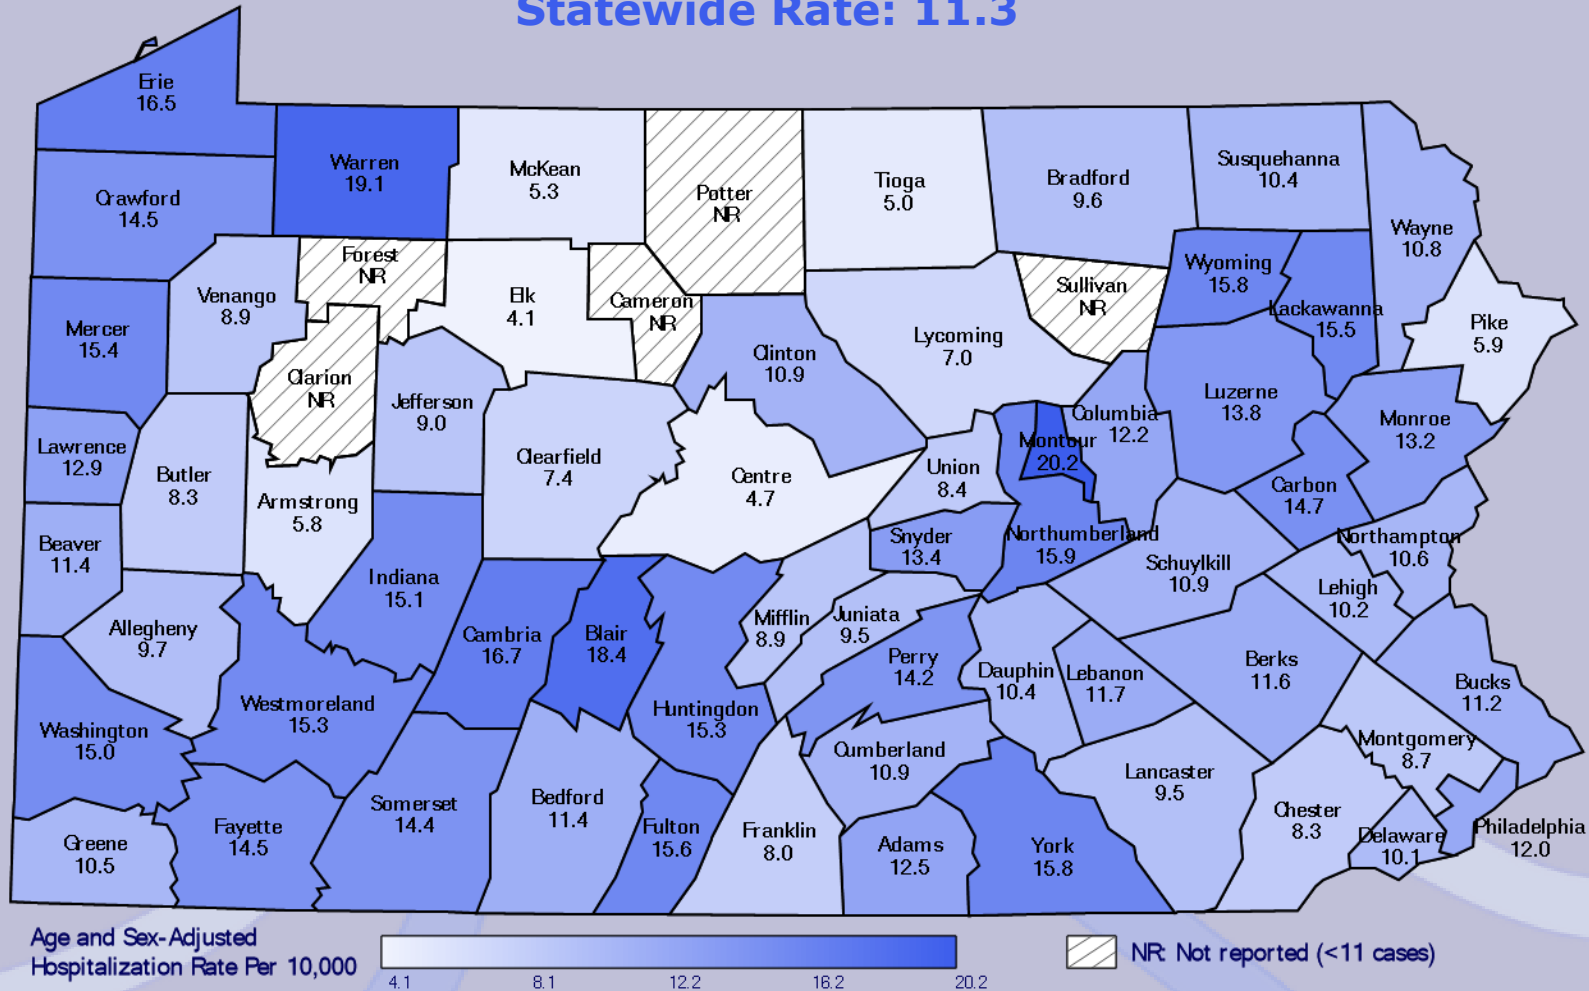 Statewide Rate: 11.3
Erie
16.5
Warren
19.1
McKean
5.3
Potter
NR
Tioga
5.0
Bradford
9.6
Susquehanna
10.4
Wayne
10.8
Crawford
14.5
Forest
NR
Venango
8.9
Elk
4.1
Cameron
NR
Sullivan
NR
Wyoming
15.8
Lackawanna
15.5
Pike
5.9
Mercer
15.4
Clarion
NR
Jefferson
9.0
Clinton
10.9
Lycoming
7.0
Columbia
12.2
Luzerne
13.8
Monroe
13.2
Lawrence
12.9
Butler
8.3
Armstrong
5.8
Clearfield
7.4
Centre
4.7
Union
8.4
Montour
20.2
Carbon
14.7
Beaver
11.4
Indiana
15.1
Snyder
13.4
Northumberland
15.9
Schuylkill
10.9
Northampton
10.6
Lehigh
10.2
Allegheny
9.7
Cambria
16.7
Blair
18.4
Mifflin
8.9
Juniata
9.5
Perry
14.2
Dauphin
10.4
Lebanon
11.7
Berks
11.6
Bucks
11.2
Washington
15.0
Westmoreland
15.3
Huntingdon
15.3
Cumberland
10.9
Lancaster
9.5
Montgomery
8.7
Greene
10.5
Fayette
14.5
Somerset
14.4
Bedford
11.4
Fulton
15.6
Franklin
8.0
Adams
12.5
York
15.8
Chester
8.3
Delaware
10.1
Philadelphia
12.0
Age and Sex-Adjusted
Hospitalization Rate Per 10,000
4.1 8.1 12.2 16.2 20.2
NR: Not reported (<11 cases)